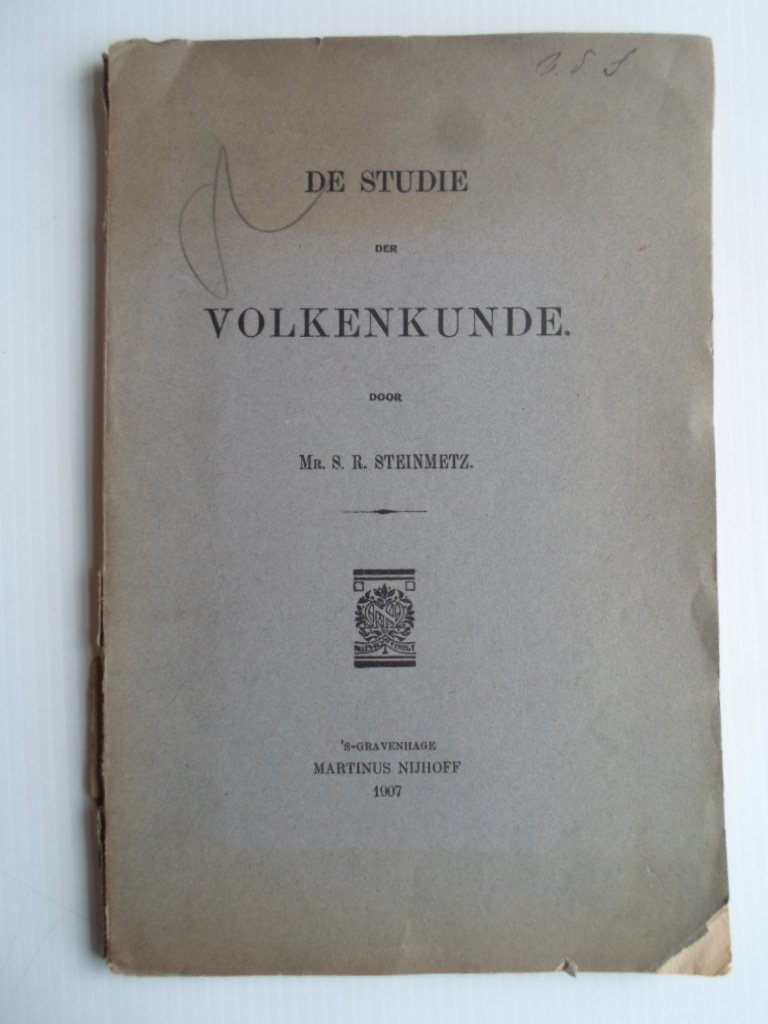 DE STUDIE
DER
VOLKENKUNDE.
DOOR
MR. S. R. STEINMETZ.
'S-GRAVENHAGE
MARTINUS NIJHOFF
1907